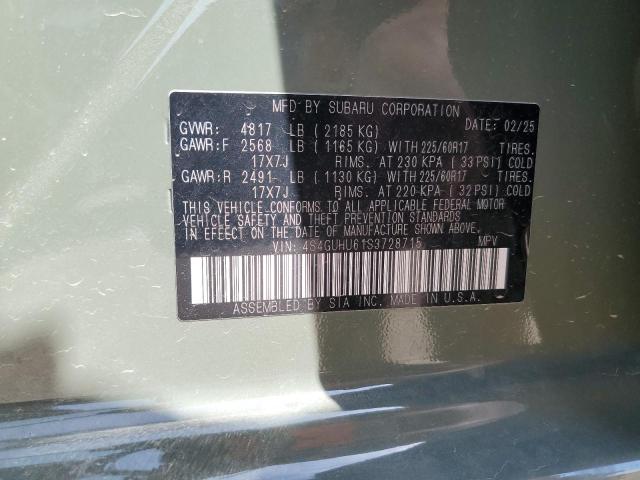 MFD BY SUBARU CORPORATION
GVWR: 4817 LB (2185 KG) DATE: 02/25
GAWR:F 2568 LB (1165 KG) WITH 225/60R17 TIRES.
17X7J RIMS. AT 230 KPA (33 PSI) COLD
GAWR:R 2491 LB (1130 KG) WITH 225/60R17 TIRES.
17X7J RIMS. AT 220 KPA (32 PSI) COLD
THIS VEHICLE CONFORMS TO ALL APPLICABLE FEDERAL MOTOR
VEHICLE SAFETY AND THEFT PREVENTION STANDARDS
IN EFFECT ON THE DATE OF MANUFACTURE SHOWN ABOVE.
VIN: 4S4GUHU61S3728715 MPV
ASSEMBLED BY SIA INC. MADE IN U.S.A.